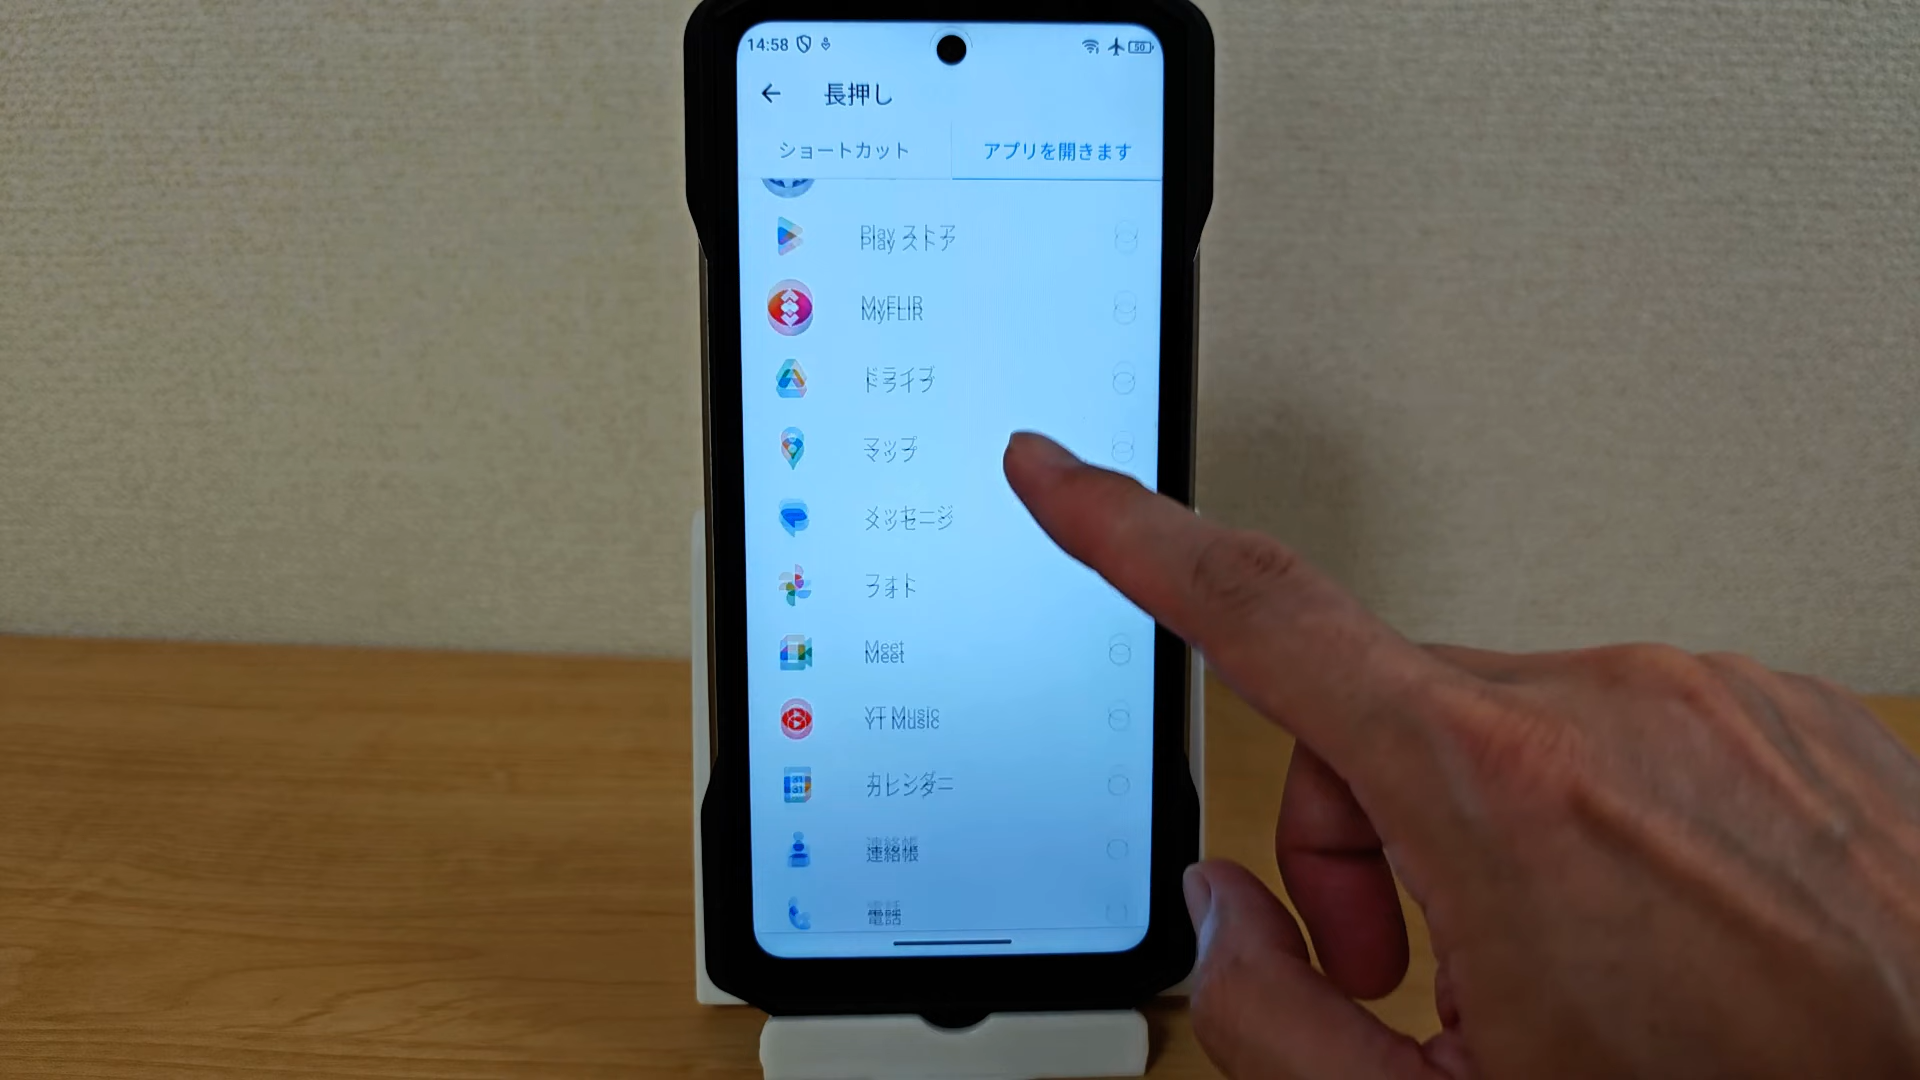 14:58
50
長押し
ショートカット
アプリを開きます
Play ストア
MyFLIR
ドライブ
マップ
メッセージ
フォト
Meet
YT Music
31
カレンダー
連絡帳
電話